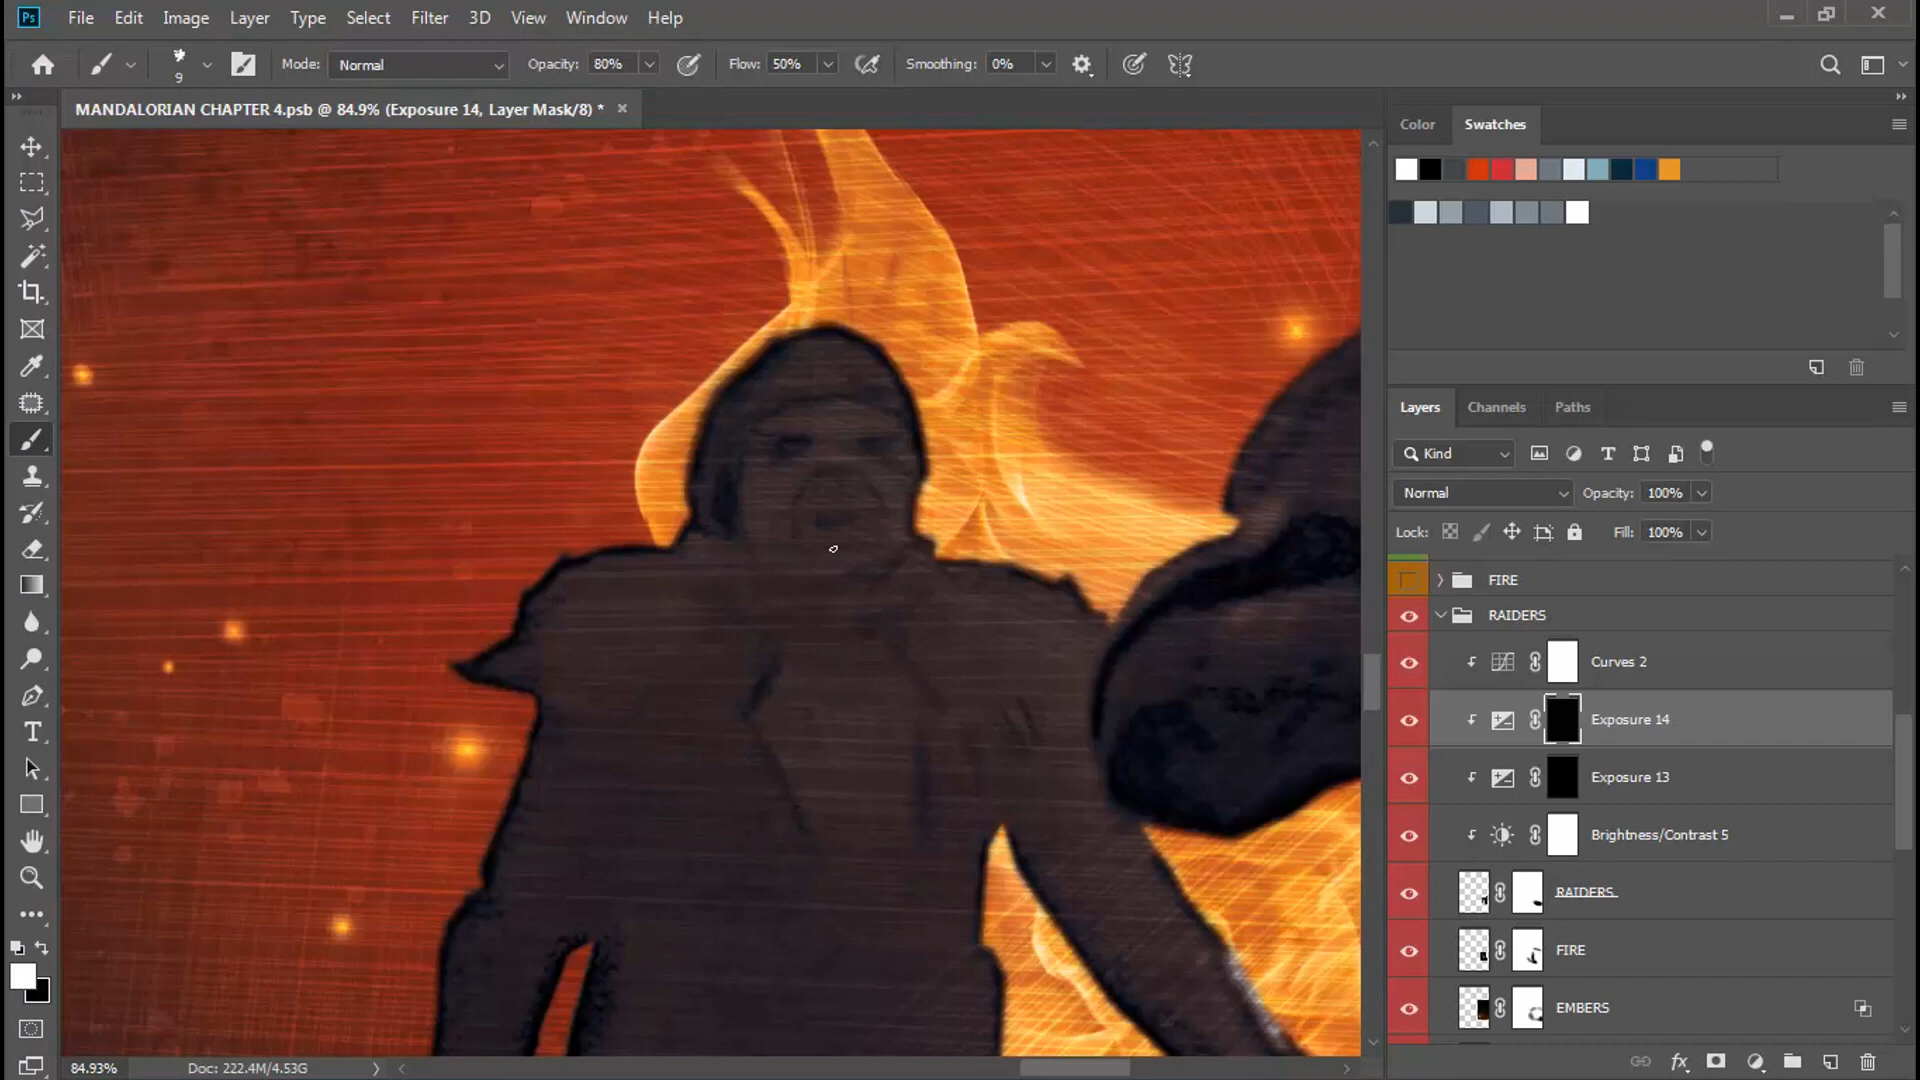 Ps File Edit Image Layer Type Select Filter 3D View Window Help
9 Mode: Normal Opacity: 80% Flow: 50% Smoothing: 0%
MANDALORIAN CHAPTER 4.psb @ 84.9% (Exposure 14, Layer Mask/8) *
Color Swatches
Layers Channels Paths
Kind
Normal Opacity: 100%
Lock: Fill: 100%
FIRE
RAIDERS
Curves 2
Exposure 14
Exposure 13
Brightness/Contrast 5
RAIDERS
FIRE
EMBERS
84.93% Doc: 222.4M/4.53G